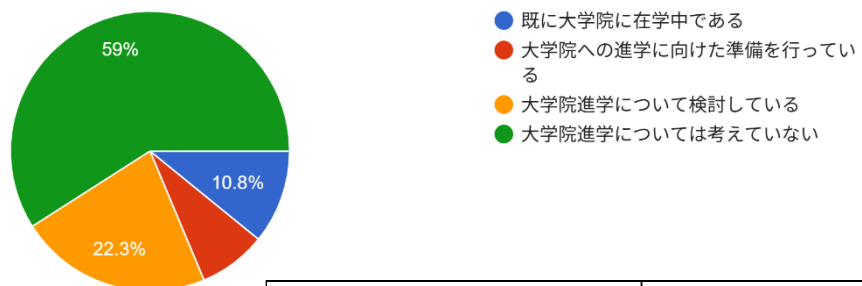 59%
10.8%
22.3%
既に大学院に在学中である
大学院への進学に向けた準備を行ってい
る
大学院進学について検討している
大学院進学については考えていない